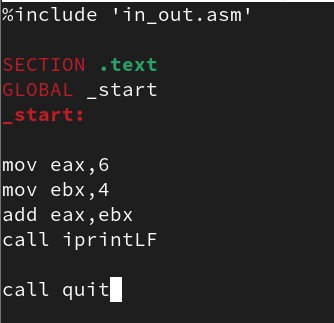 %include 'in_out.asm'
SECTION .text
GLOBAL _start
_start:
mov eax,6
mov ebx,4
add eax,ebx
call iprintLF
call quit